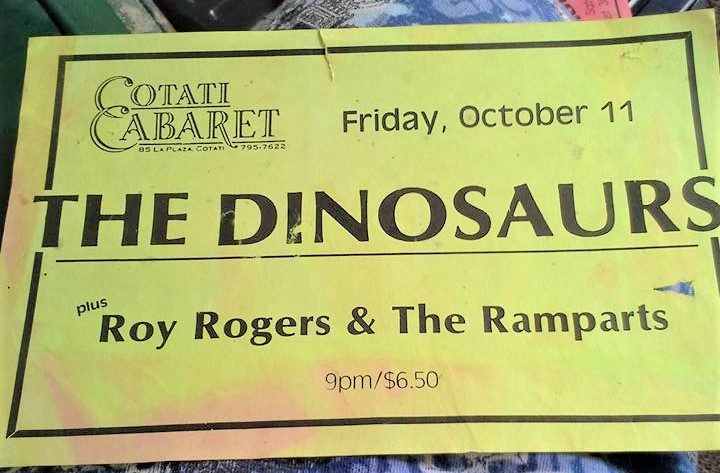 COTATI
CABARET
85 LA PLAZA, COTATI 795-7622
Friday, October 11
THE DINOSAURS
plus
Roy Rogers & The Ramparts
9pm/$6.50